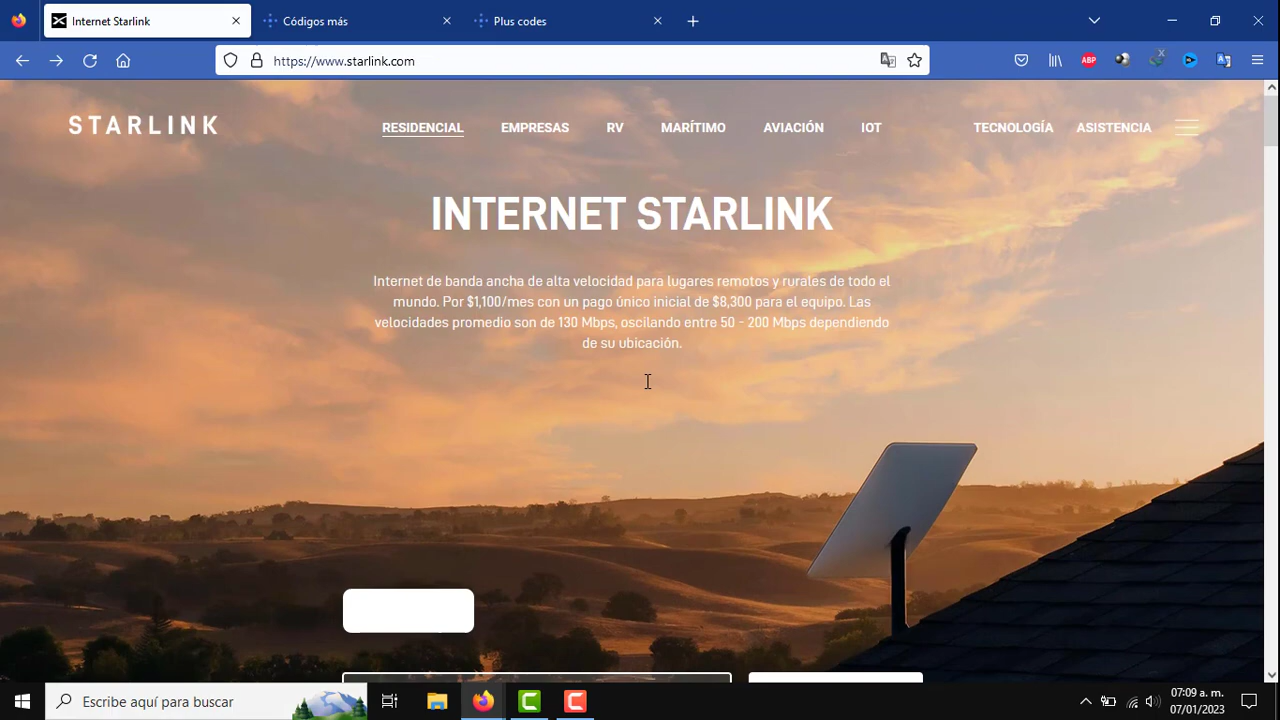 Internet Starlink
Códigos más
Plus codes
https://www.starlink.com
ABP
STARLINK
RESIDENCIAL EMPRESAS RV MARÍTIMO AVIACIÓN IOT TECNOLOGÍA ASISTENCIA
INTERNET STARLINK
Internet de banda ancha de alta velocidad para lugares remotos y rurales de todo el
mundo. Por $1,100/mes con un pago único inicial de $8,300 para el equipo. Las
velocidades promedio son de 130 Mbps, oscilando entre 50 - 200 Mbps dependiendo
de su ubicación.
Escribe aquí para buscar
07:09 a. m.
07/01/2023